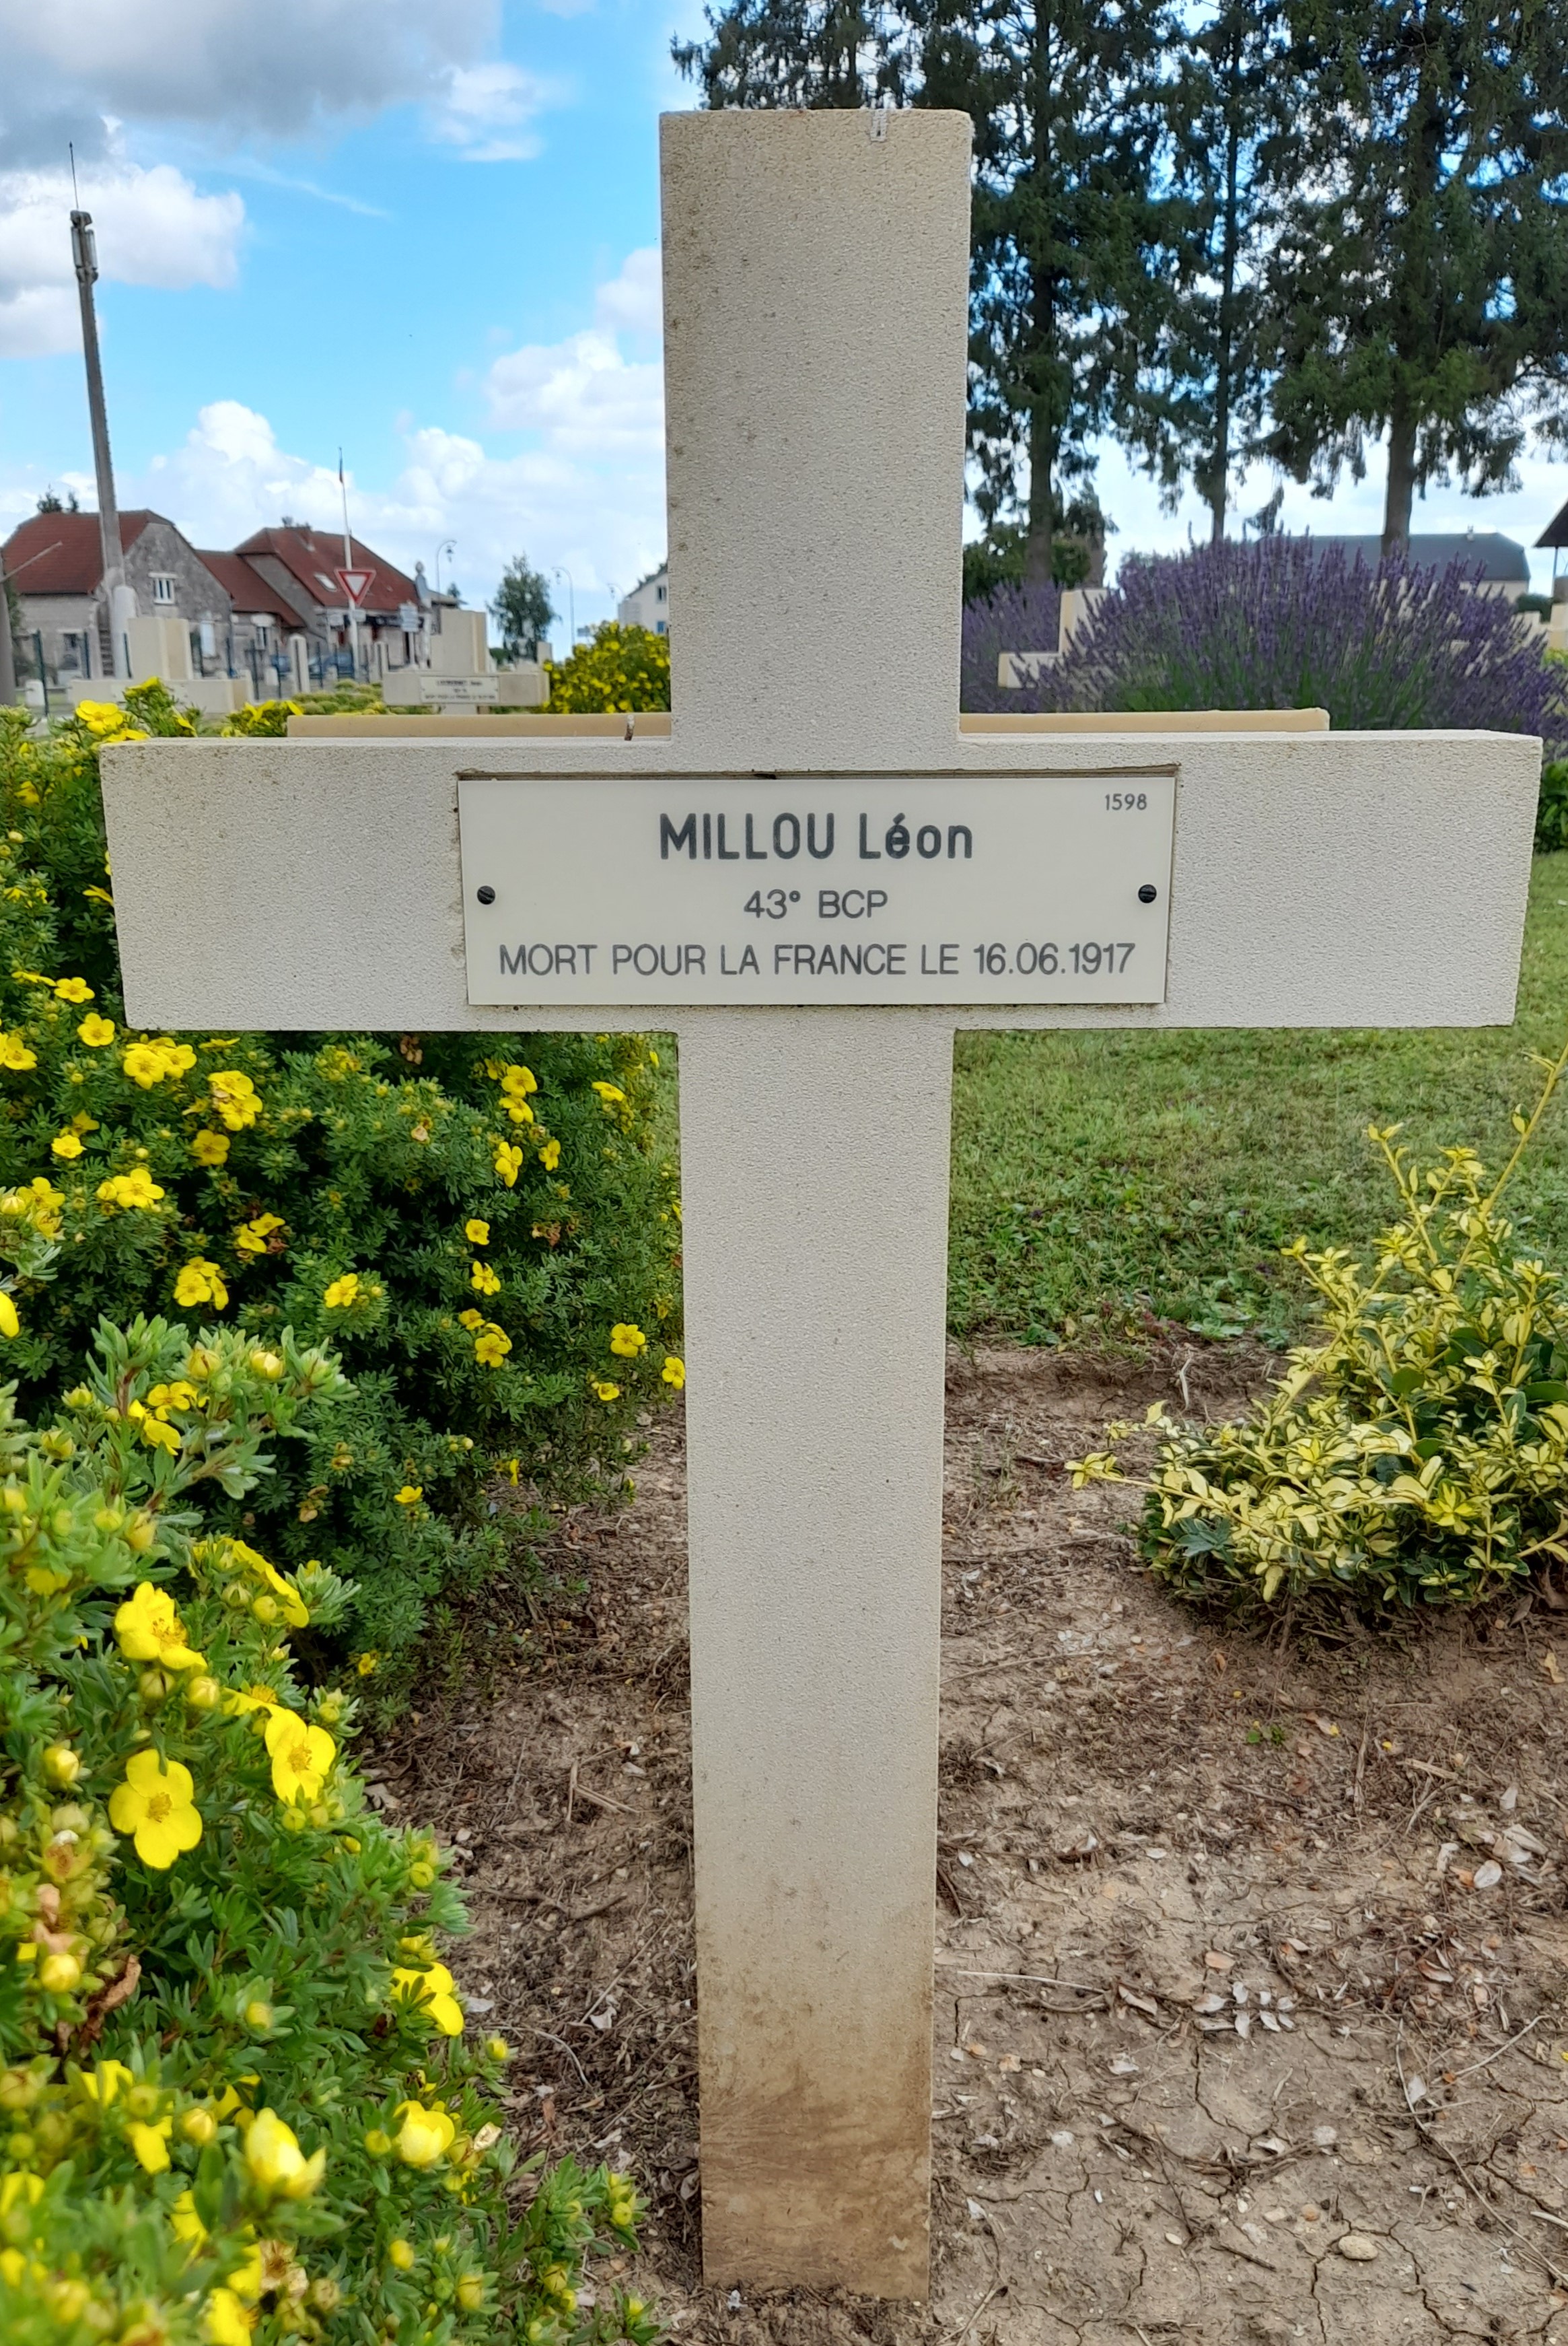 1598
MILLOU Léon
43° BCP
MORT POUR LA FRANCE LE 16.06.1917